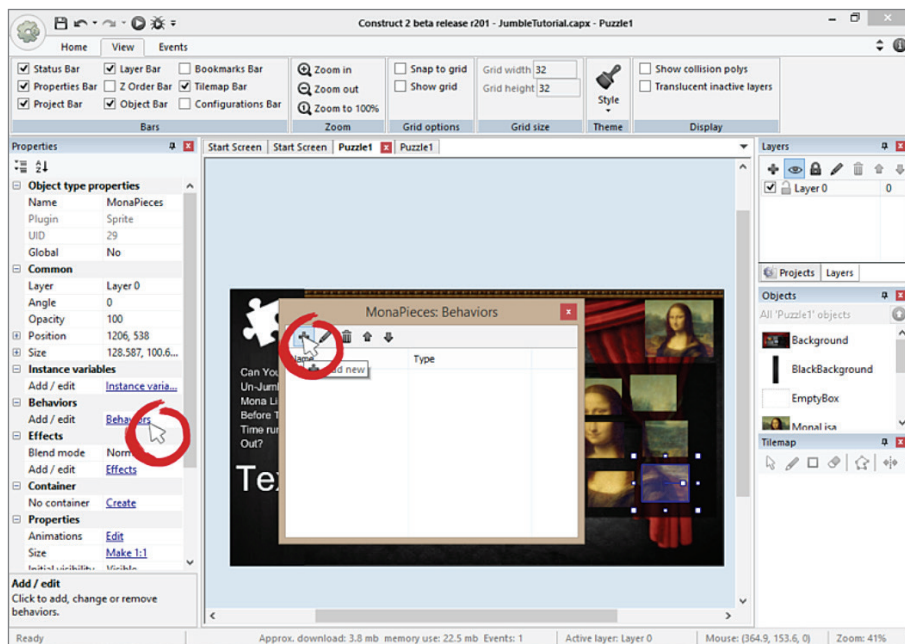 Construct 2 beta release r201 - JumbleTutorial.capx - Puzzle1
Home View Events
Status Bar Layer Bar Bookmarks Bar
Properties Bar Z Order Bar Tilemap Bar
Project Bar Object Bar Configurations Bar
Bars
Zoom in
Zoom out
Zoom to 100%
Zoom
Snap to grid
Show grid
Grid options
Grid width 32
Grid height 32
Grid size
Style
Theme
Show collision polys
Translucent inactive layers
Display
Properties
Object type properties
Name MonaPieces
Plugin Sprite
UID 29
Global No
Common
Layer Layer 0
Angle 0
Opacity 100
Position 1206, 538
Size 128.587, 100.6...
Instance variables
Add / edit Instance varia...
Behaviors
Add / edit Behaviors
Effects
Blend mode
Add / edit Effects
Container
No container Create
Properties
Animations Edit
Size Make 1:1
Initial visibility Visible
Add / edit
Click to add, change or remove
behaviors.
Start Screen Start Screen Puzzle1 Puzzle1
MonaPieces: Behaviors
Name Type
new
Can You
Un-Jum
Mona Li
Before T
Time run
Out?
Tex
Layers
Layer 0 0
Projects Layers
Objects
All 'Puzzle1' objects
Background
BlackBackground
EmptyBox
MonaLisa
Tilemap
Ready Approx. download: 3.8 mb memory use: 22.5 mb Events: 1 Active layer: Layer 0 Mouse: (364.9, 153.6, 0) Zoom: 41%